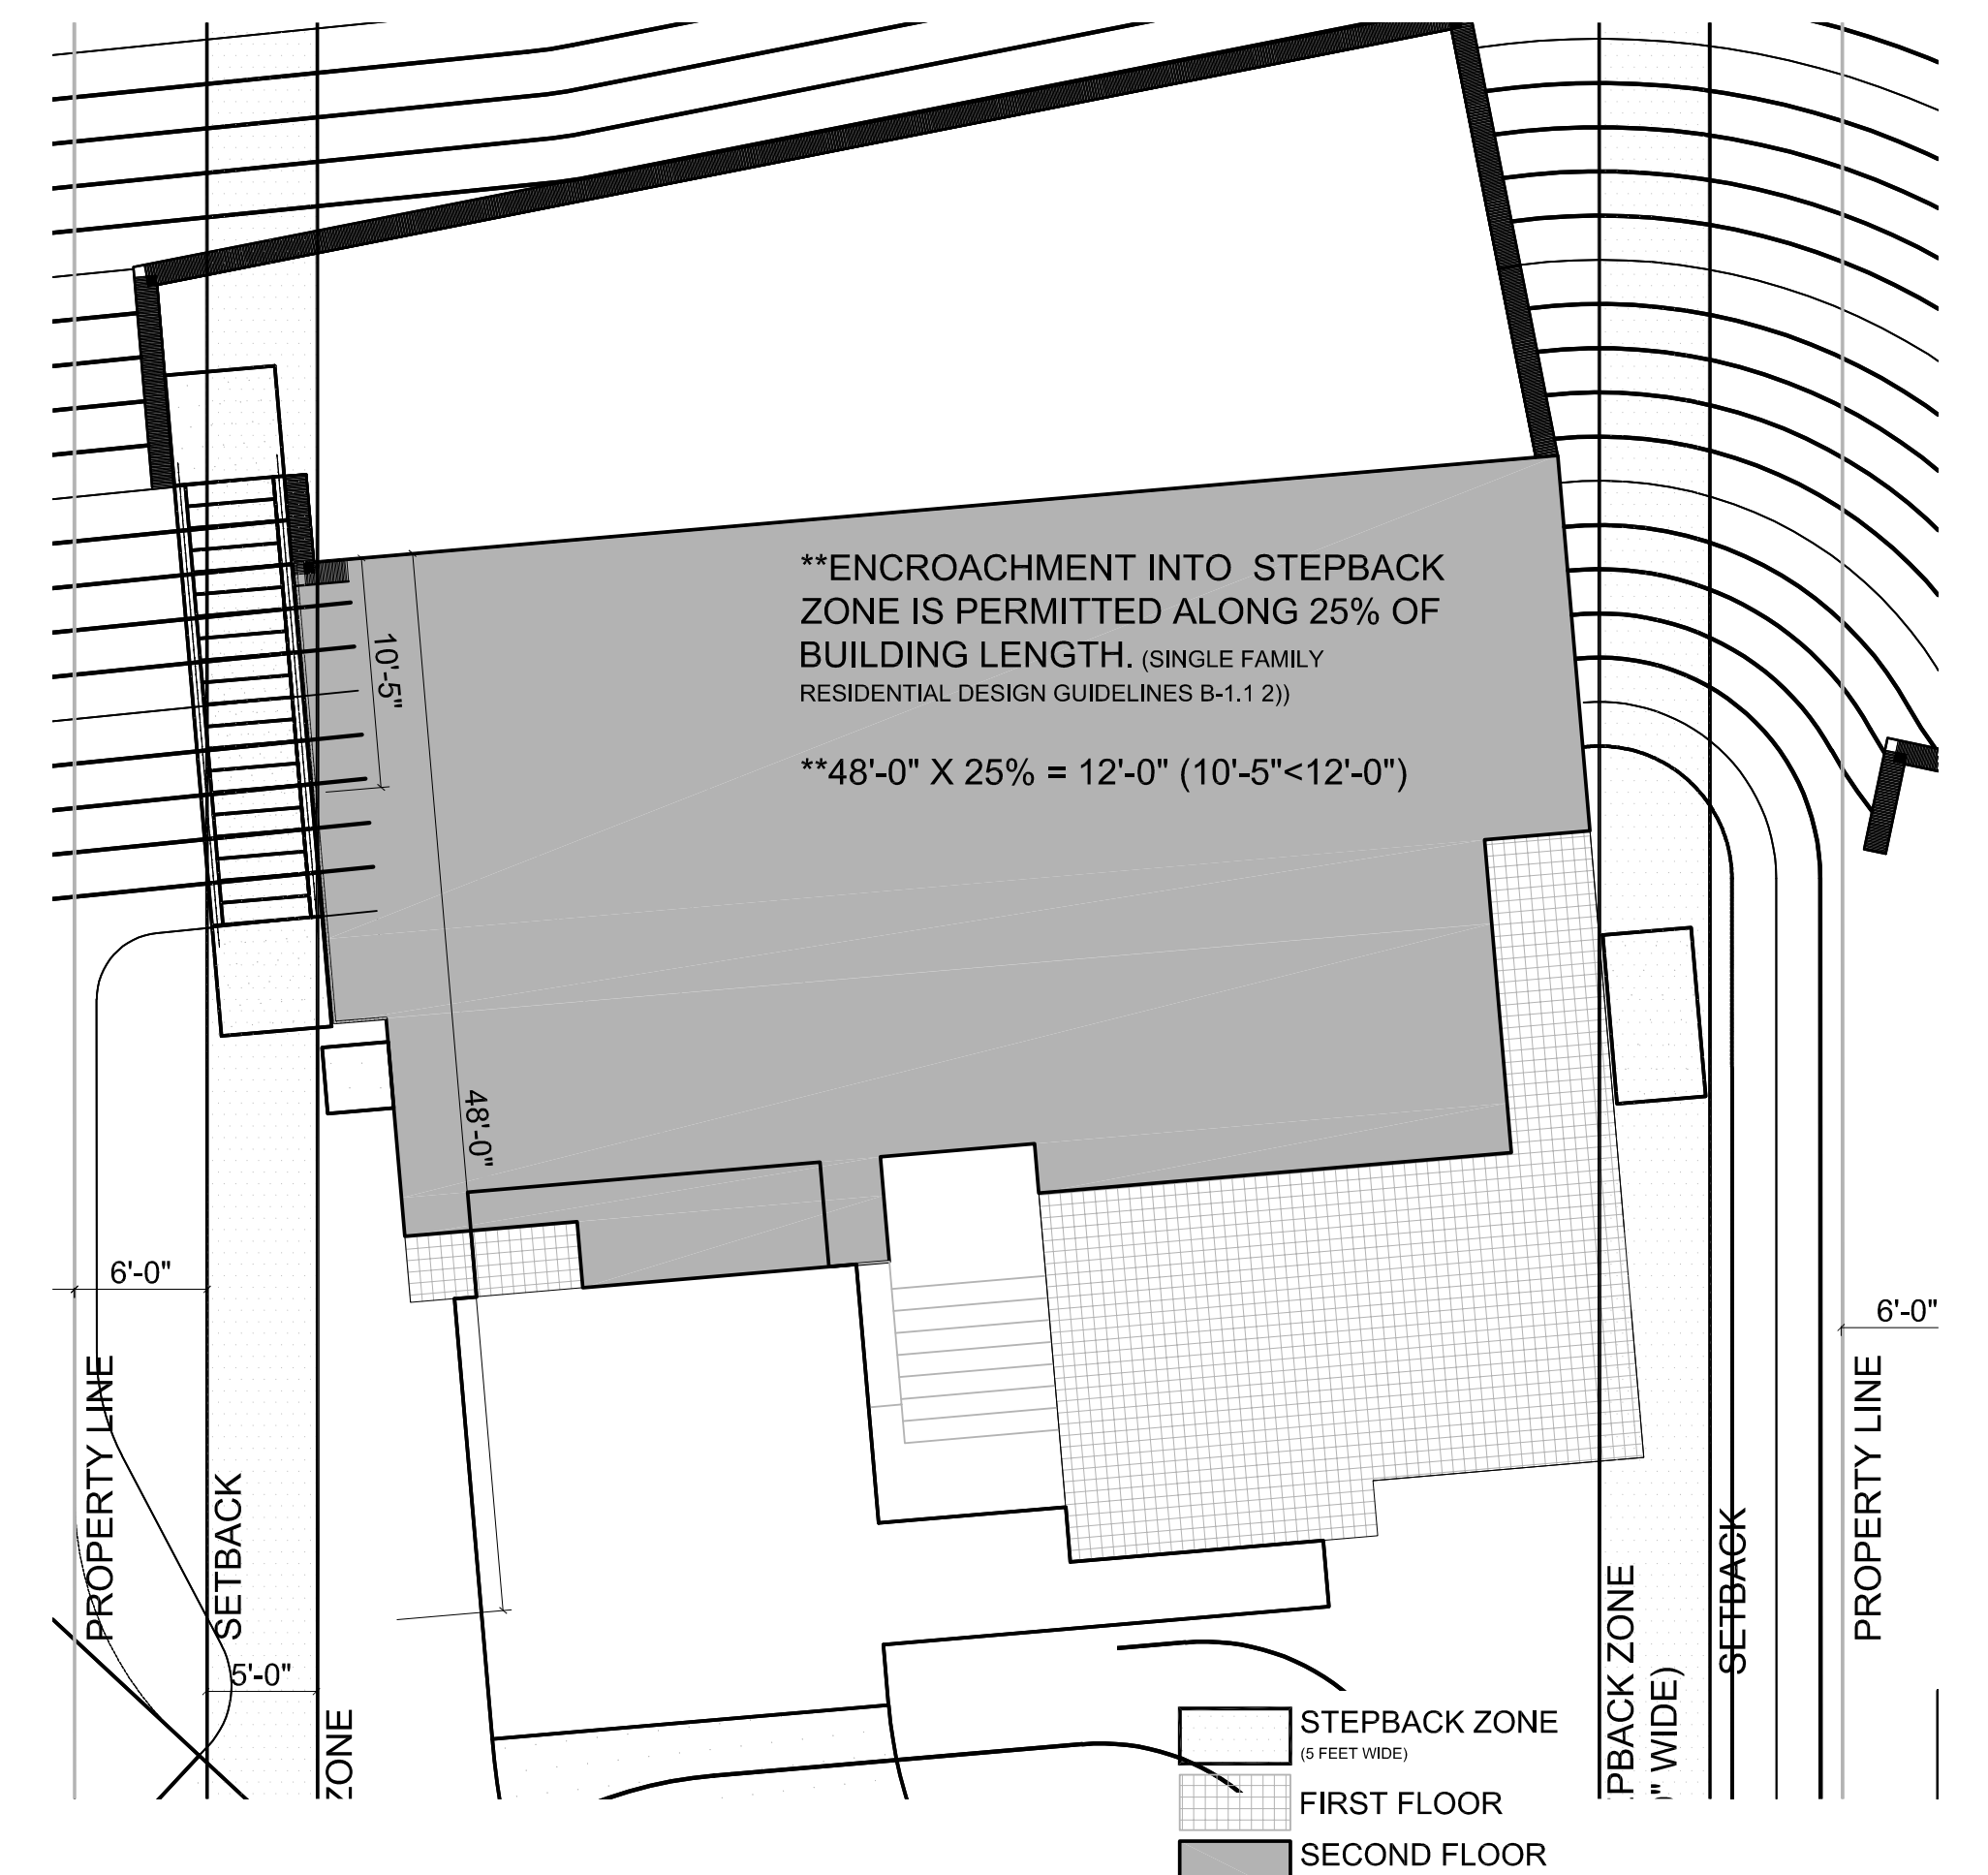 **ENCROACHMENT INTO STEPBACK
ZONE IS PERMITTED ALONG 25% OF
BUILDING LENGTH. (SINGLE FAMILY
RESIDENTIAL DESIGN GUIDELINES B-1.1 2))
**48'-0" X 25% = 12'-0" (10'-5"<12'-0")
10'-5"
48'-0"
6'-0"
6'-0"
PROPERTY LINE
SETBACK
5'-0"
ZONE
PBACK ZONE
" WIDE)
SETBACK
PROPERTY LINE
STEPBACK ZONE
(5 FEET WIDE)
FIRST FLOOR
SECOND FLOOR